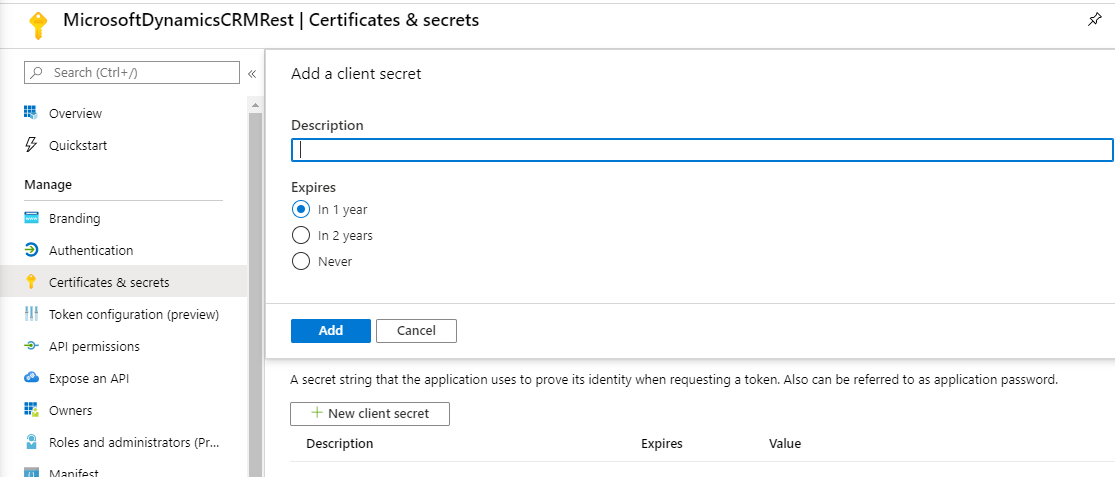 MicrosoftDynamicsCRMRest | Certificates & secrets
Search (Ctrl+/)
«
Overview
Quickstart
Manage
Branding
Authentication
Certificates & secrets
Token configuration (preview)
API permissions
Expose an API
Owners
Roles and administrators (Pr...
Manifest
Add a client secret
Description
Expires
In 1 year
In 2 years
Never
Add Cancel
A secret string that the application uses to prove its identity when requesting a token. Also can be referred to as application password.
+ New client secret
Description Expires Value